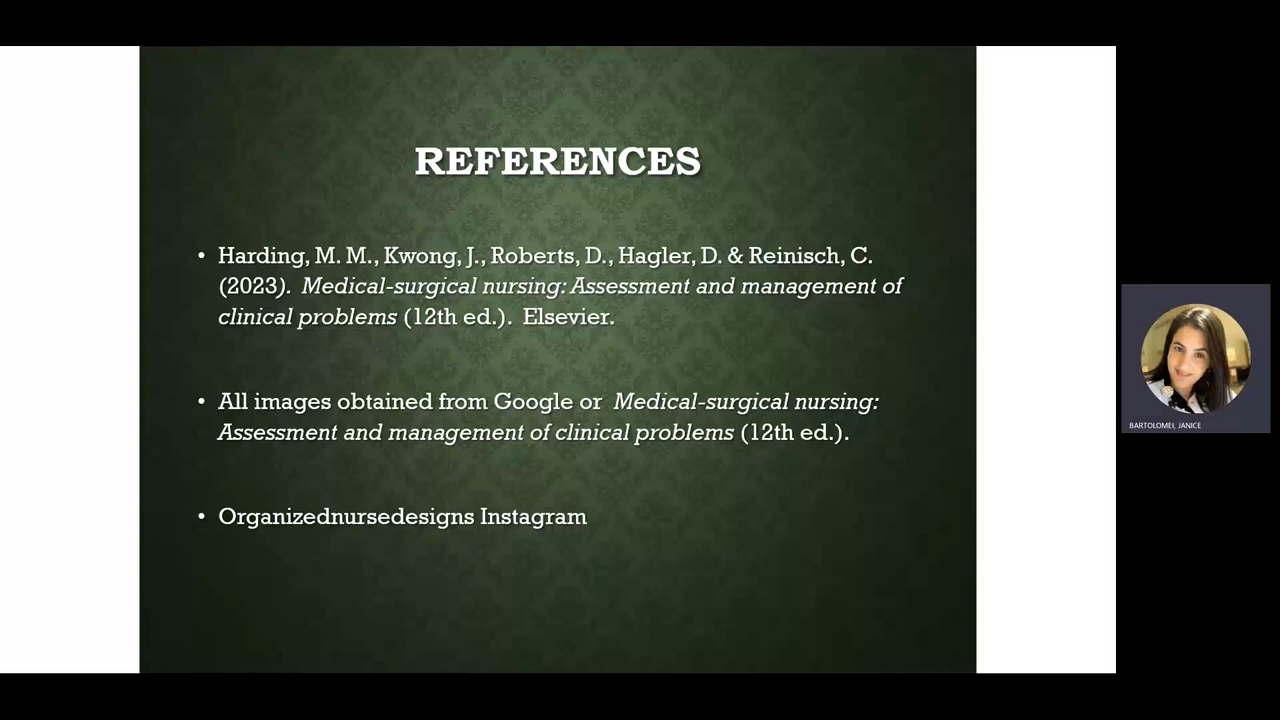 REFERENCES
• Harding, M. M., Kwong, J., Roberts, D., Hagler, D. & Reinisch, C.
(2023).  Medical-surgical nursing: Assessment and management of
clinical problems (12th ed.).  Elsevier.
• All images obtained from Google or  Medical-surgical nursing:
Assessment and management of clinical problems (12th ed.).
• Organizednursedesigns Instagram
BARTOLOMEI, JANICE